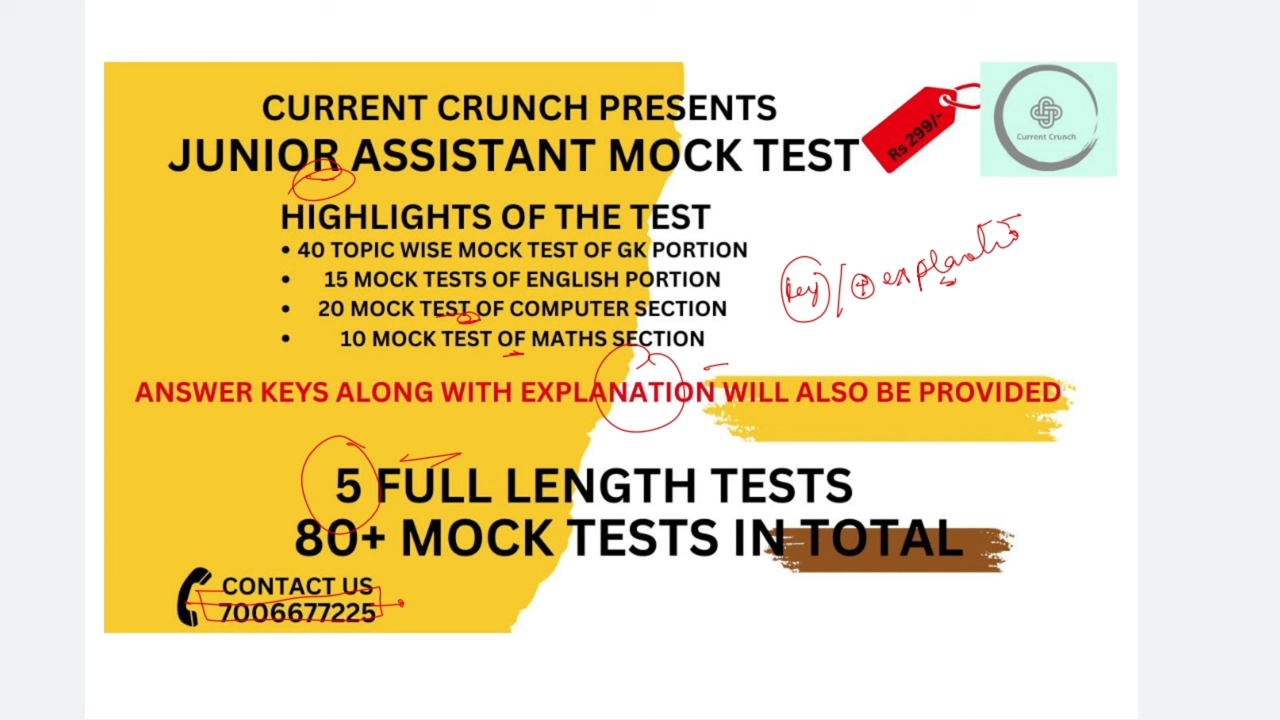 CURRENT CRUNCH PRESENTS
JUNIOR ASSISTANT MOCK TEST
Rs 299/-
Current Crunch
HIGHLIGHTS OF THE TEST
• 40 TOPIC WISE MOCK TEST OF GK PORTION
• 15 MOCK TESTS OF ENGLISH PORTION
• 20 MOCK TEST OF COMPUTER SECTION
• 10 MOCK TEST OF MATHS SECTION
key / + explanation
ANSWER KEYS ALONG WITH EXPLANATION WILL ALSO BE PROVIDED
5 FULL LENGTH TESTS
80+ MOCK TESTS IN TOTAL
CONTACT US
7006677225